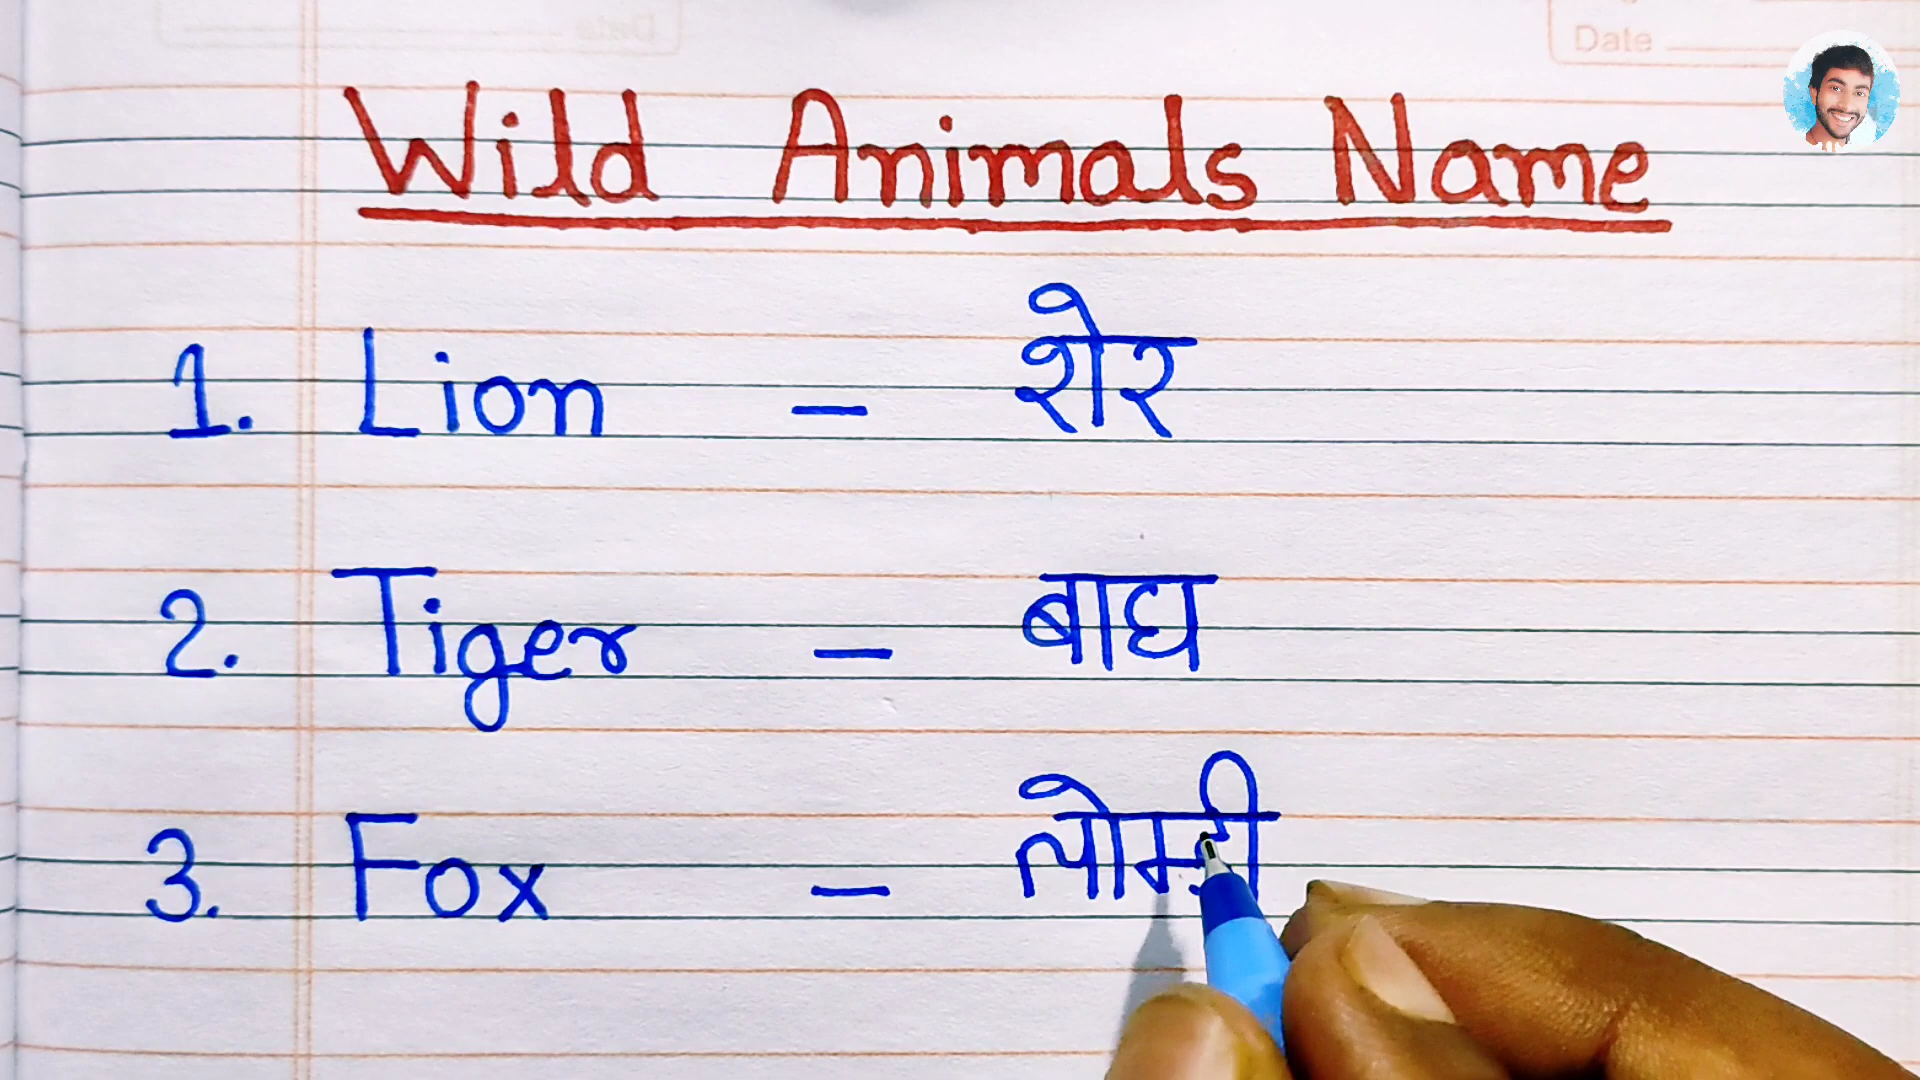 Date
Wild Animals Name
1. Lion - शेर
2. Tiger - बाघ
3. Fox - लोमड़ी